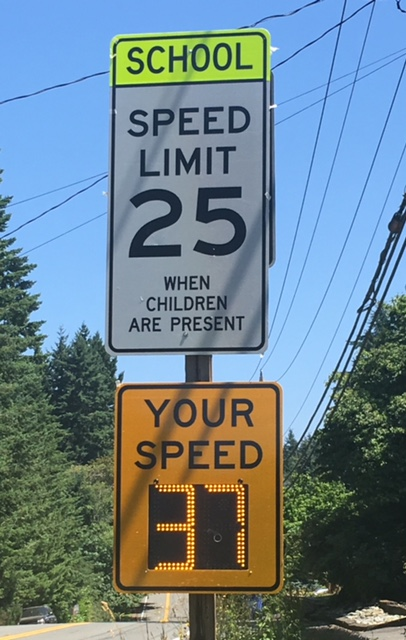 SCHOOL
SPEED
LIMIT
25
WHEN
CHILDREN
ARE PRESENT
YOUR
SPEED
37